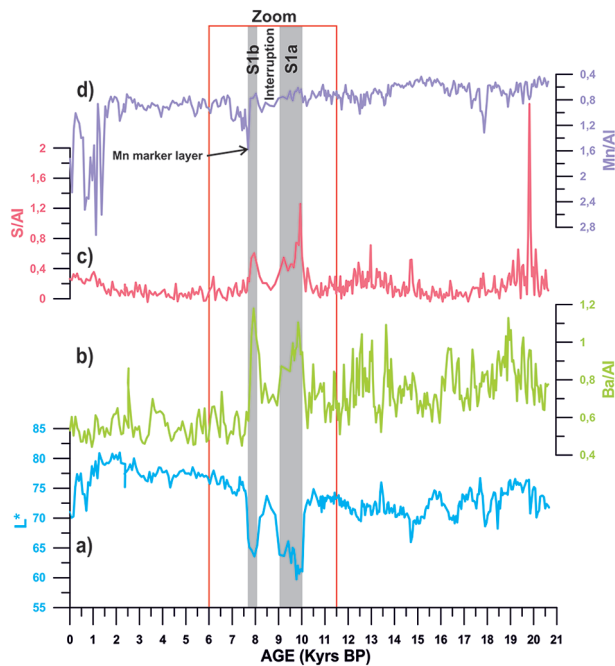 Zoom
S1b
Interruption
S1a
d)
0,4
0,8
1,2
1,6
2
2,4
2,8
Mn/Al
Mn marker layer
2
1,6
1,2
0,8
0,4
0
S/Al
c)
1,2
1
0,8
0,6
0,4
Ba/Al
b)
85
80
75
70
65
60
55
L*
a)
0 1 2 3 4 5 6 7 8 9 10 11 12 13 14 15 16 17 18 19 20 21
AGE (Kyrs BP)